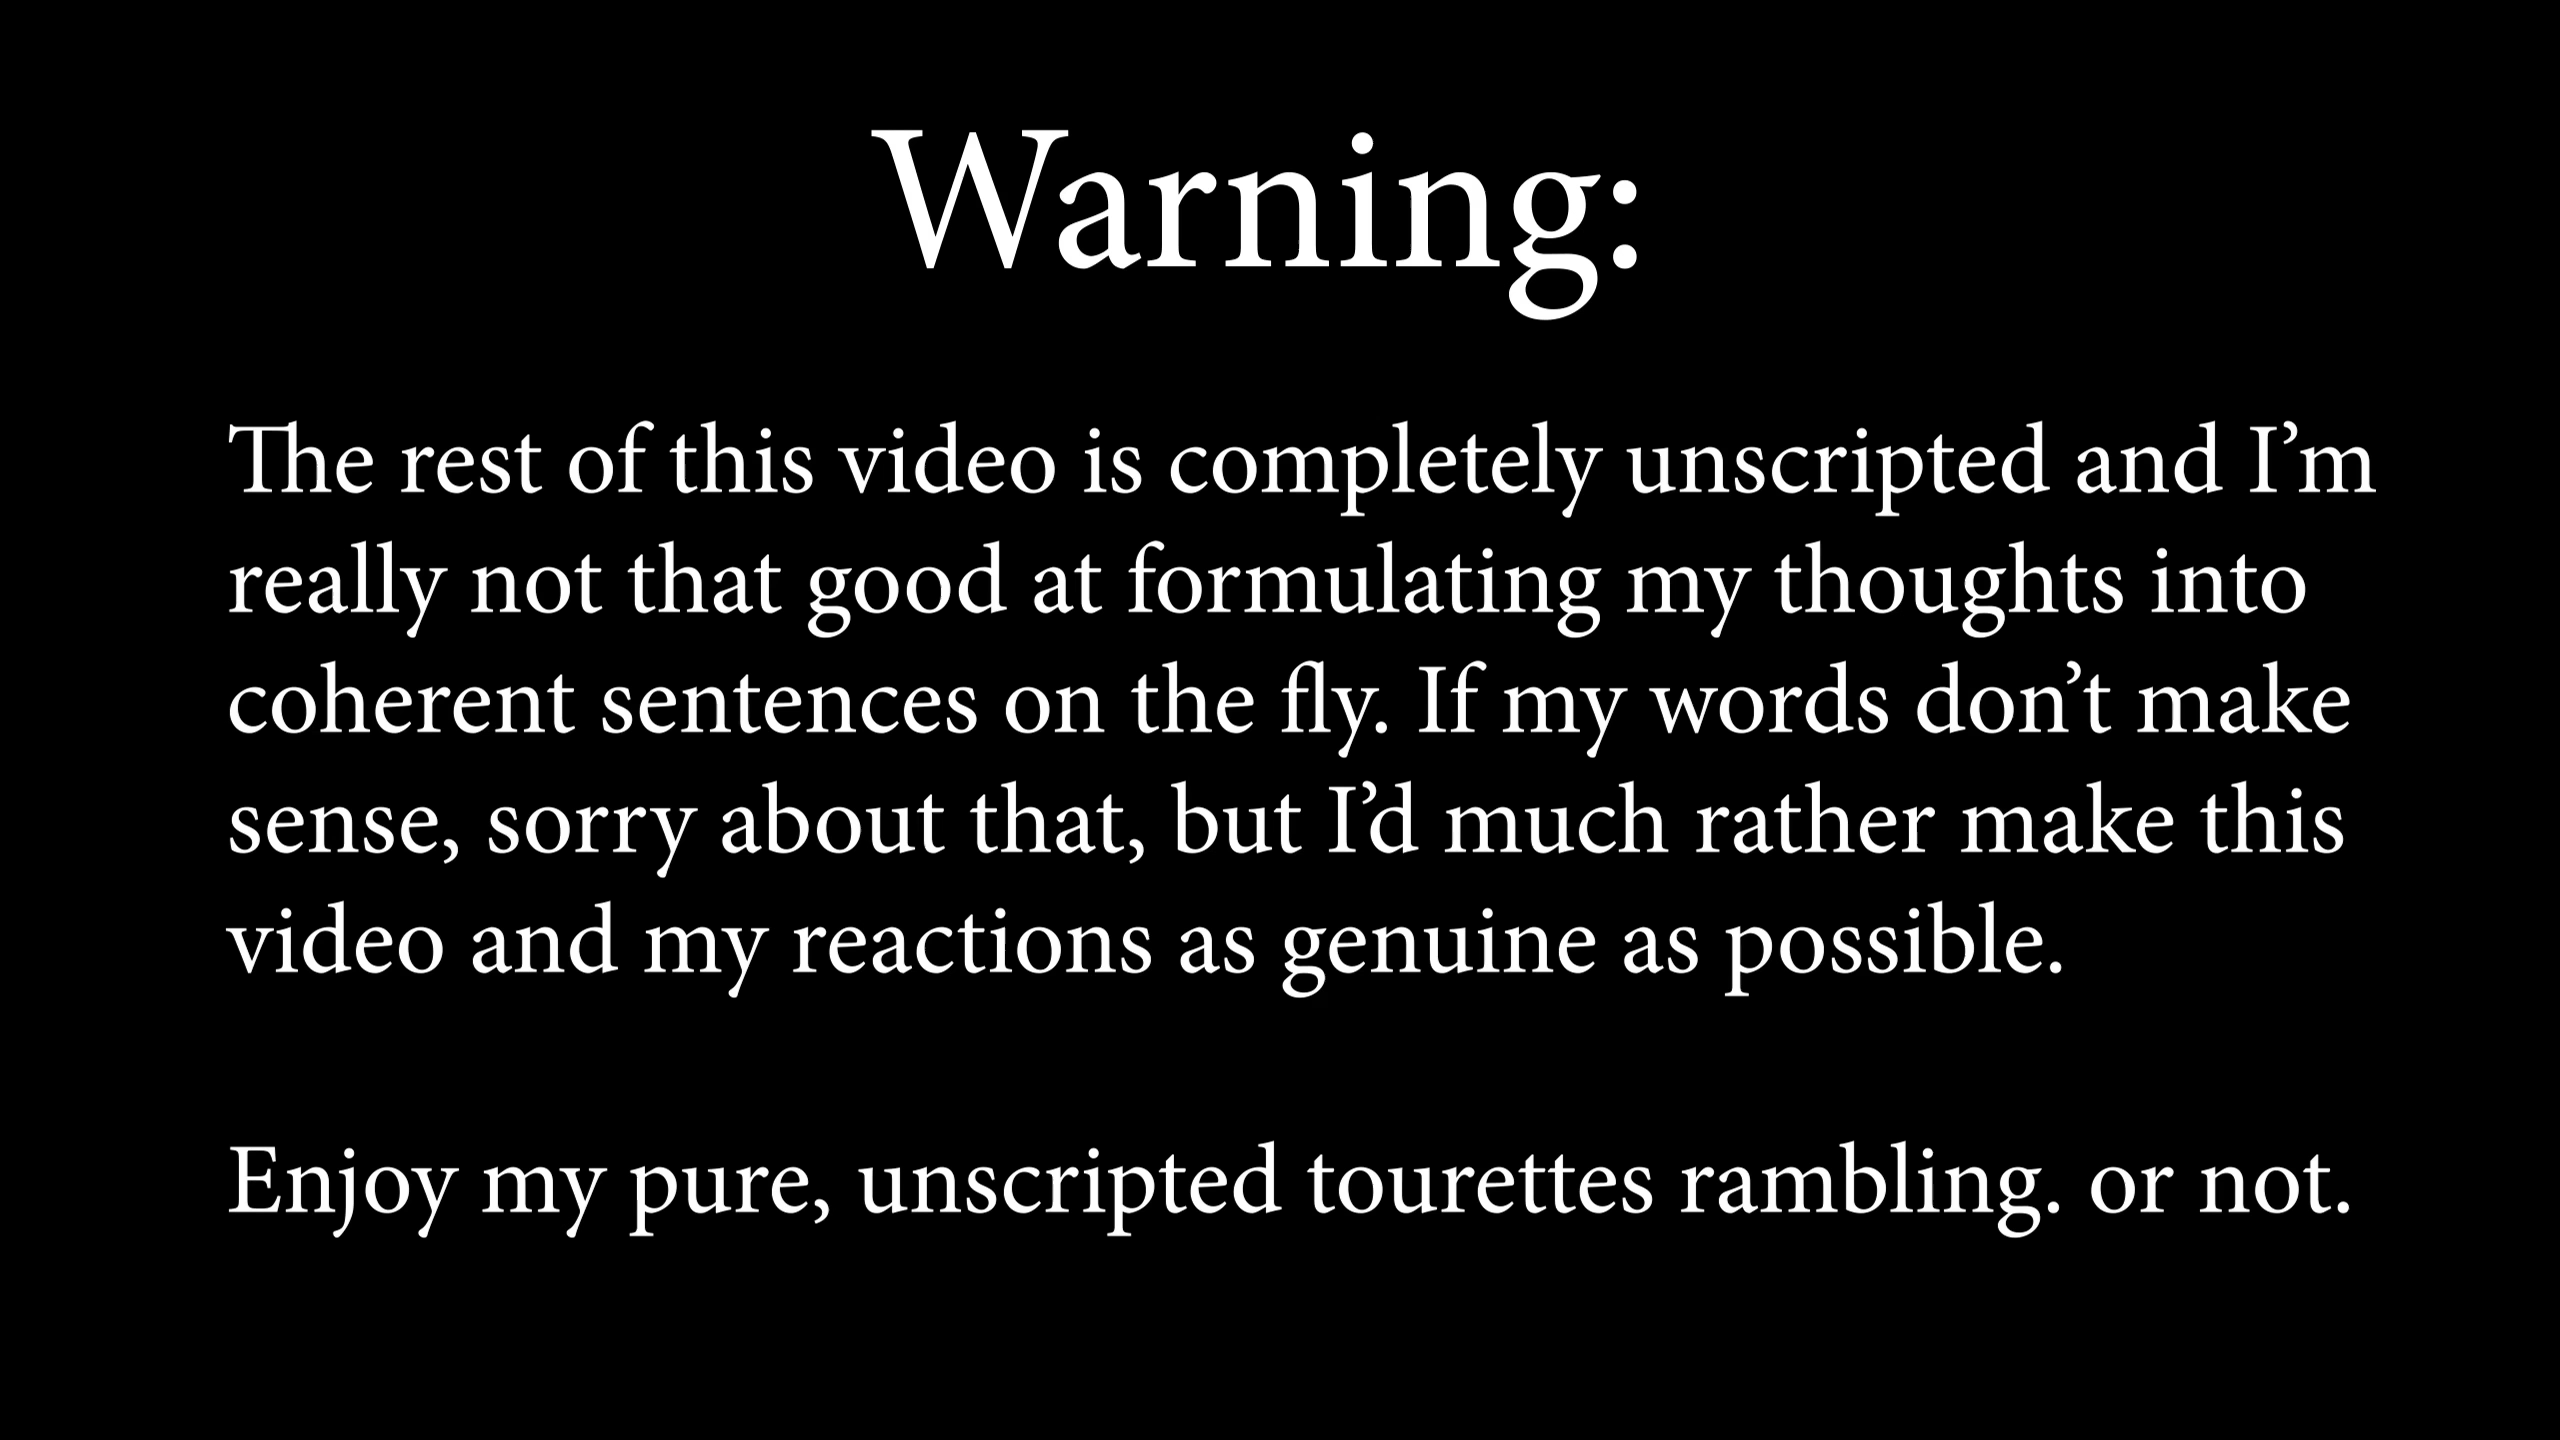 Warning:
The rest of this video is completely unscripted and I’m
really not that good at formulating my thoughts into
coherent sentences on the fly. If my words don’t make
sense, sorry about that, but I’d much rather make this
video and my reactions as genuine as possible.
Enjoy my pure, unscripted tourettes rambling. or not.